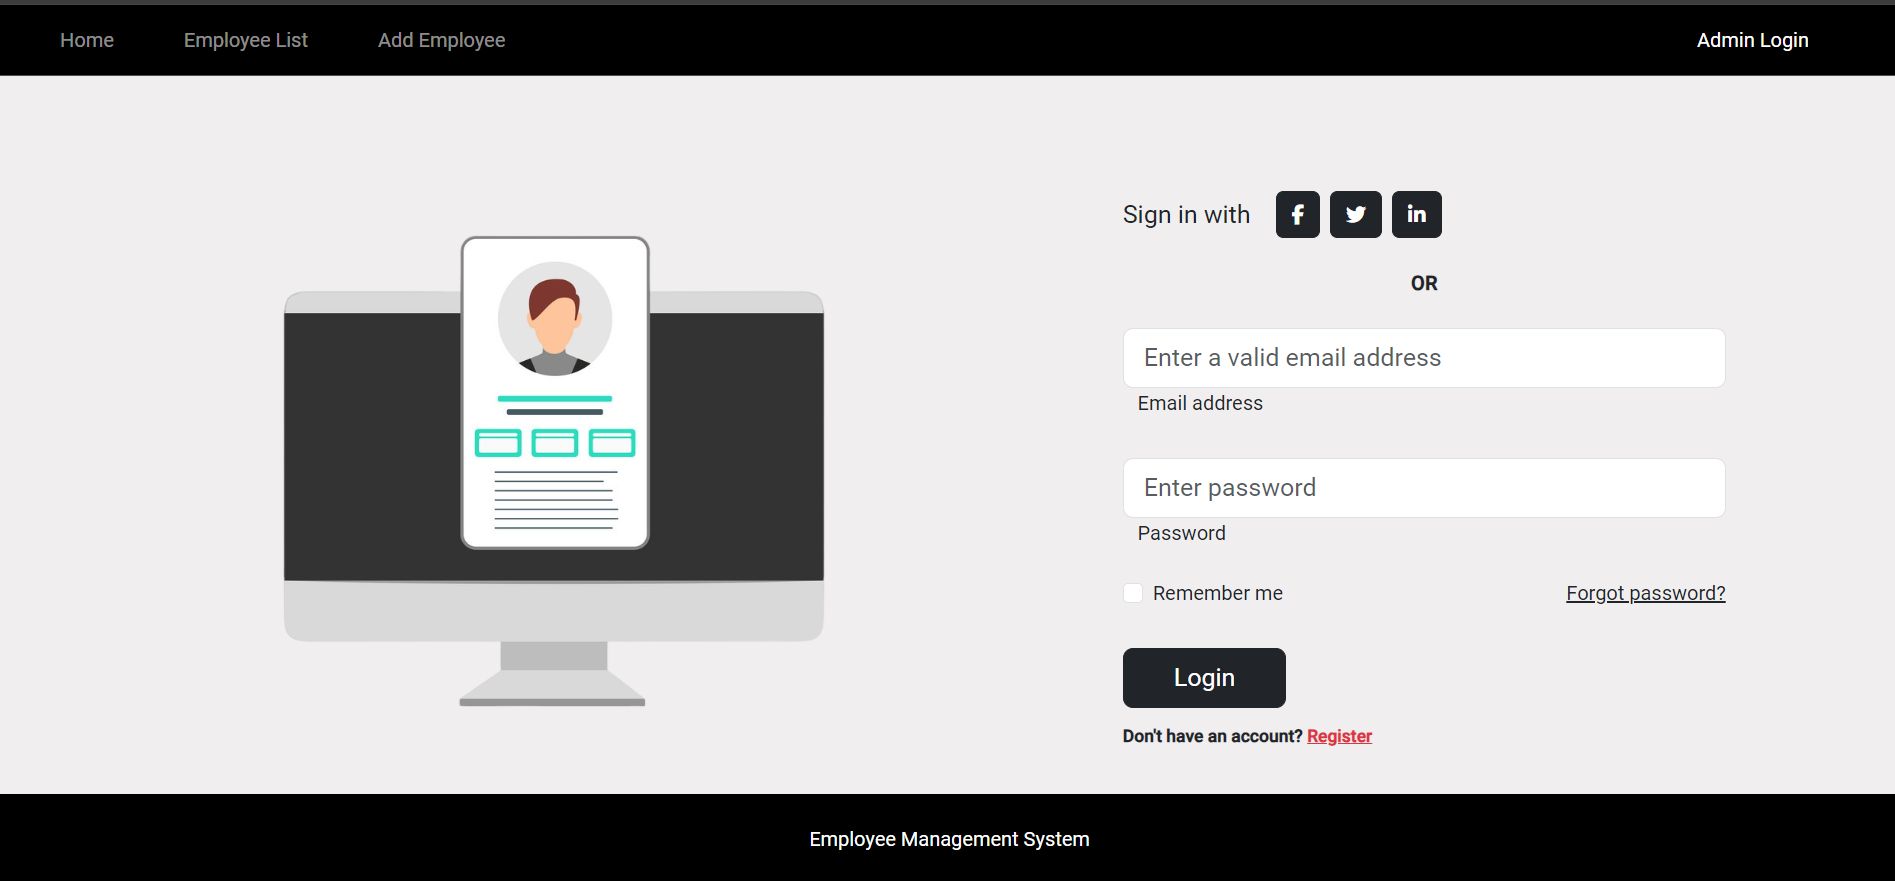 Home Employee List Add Employee Admin Login
Sign in with
OR
Enter a valid email address
Email address
Enter password
Password
Remember me Forgot password?
Login
Don't have an account? Register
Employee Management System